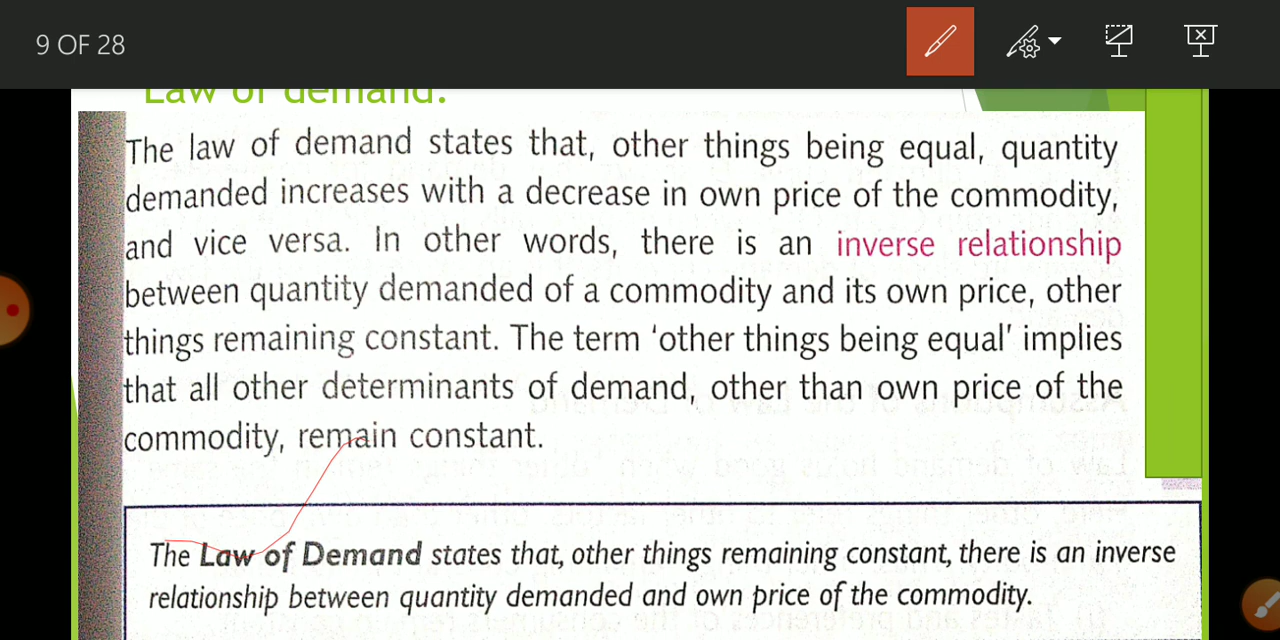 9 OF 28
Law of demand:
The law of demand states that, other things being equal, quantity
demanded increases with a decrease in own price of the commodity,
and vice versa. In other words, there is an inverse relationship
between quantity demanded of a commodity and its own price, other
things remaining constant. The term ‘other things being equal’ implies
that all other determinants of demand, other than own price of the
commodity, remain constant.
The Law of Demand states that, other things remaining constant, there is an inverse
relationship between quantity demanded and own price of the commodity.